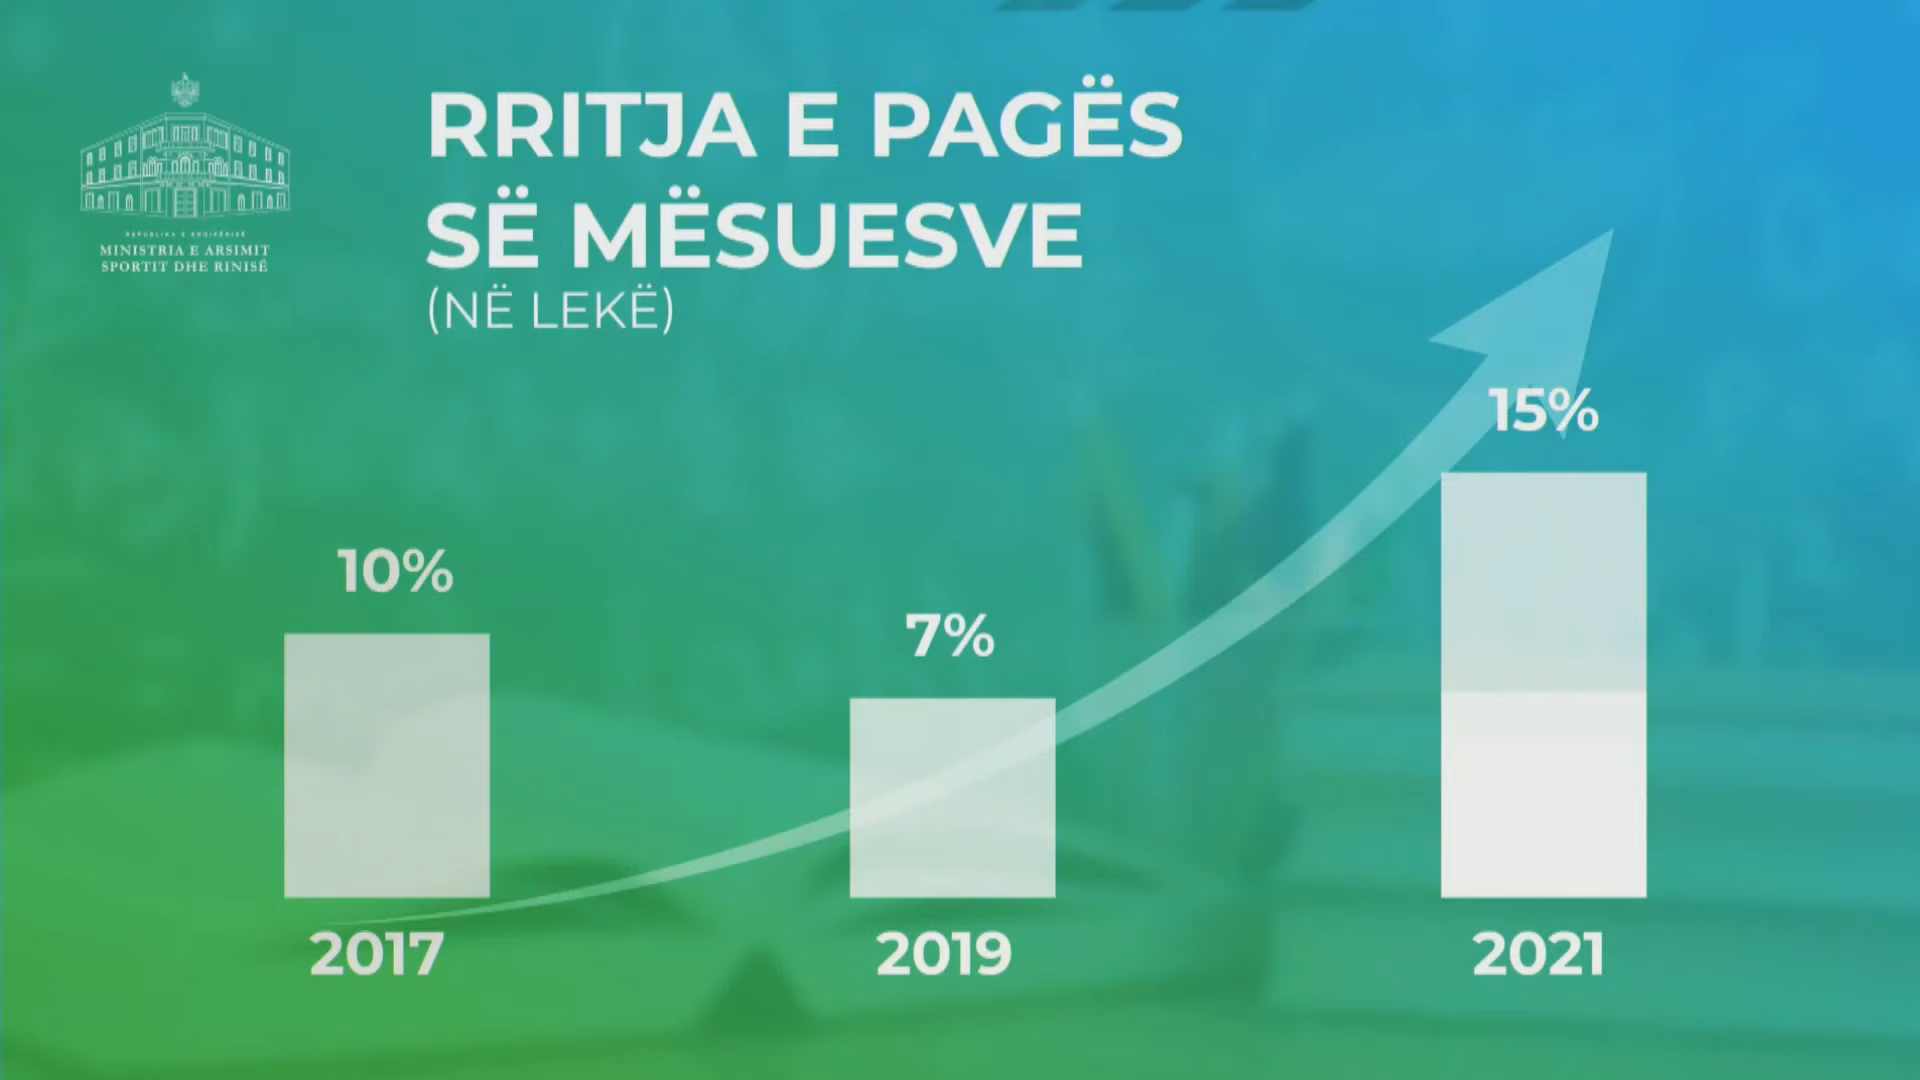 REPUBLIKA E SHQIPËRISË
MINISTRIA E ARSIMIT
SPORTIT DHE RINISË
RRITJA E PAGËS
SË MËSUESVE
(NË LEKË)
10%
7%
15%
2017
2019
2021